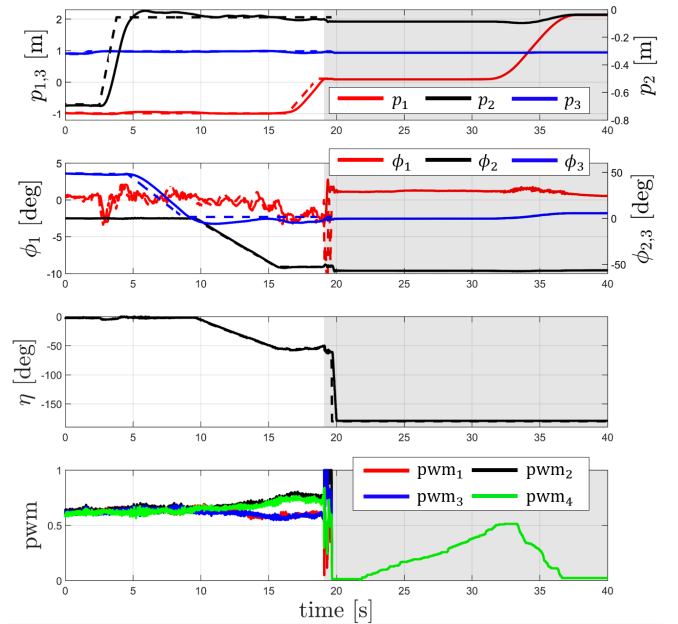 2
1
0
-1
0
-0.2
-0.4
-0.6
-0.8
p1,3 [m]
p2 [m]
p1 p2 p3
0 5 10 15 20 25 30 35 40
ϕ1 ϕ2 ϕ3
5
0
-5
-10
50
0
-50
ϕ1 [deg]
ϕ2,3 [deg]
0 5 10 15 20 25 30 35 40
0
-50
-100
-150
η [deg]
0 5 10 15 20 25 30 35 40
pwm1 pwm2
pwm3 pwm4
1
0.5
0
pwm
0 5 10 15 20 25 30 35 40
time [s]